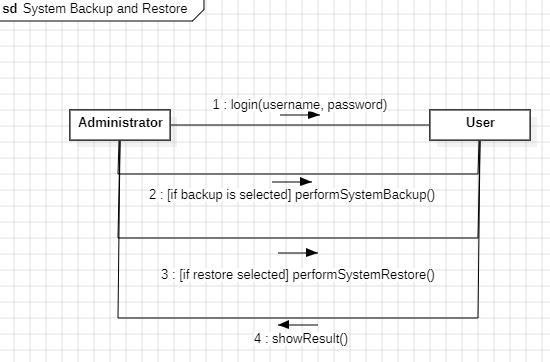 sd System Backup and Restore
1 : login(username, password)
Administrator
User
2 : [if backup is selected] performSystemBackup()
3 : [if restore selected] performSystemRestore()
4 : showResult()